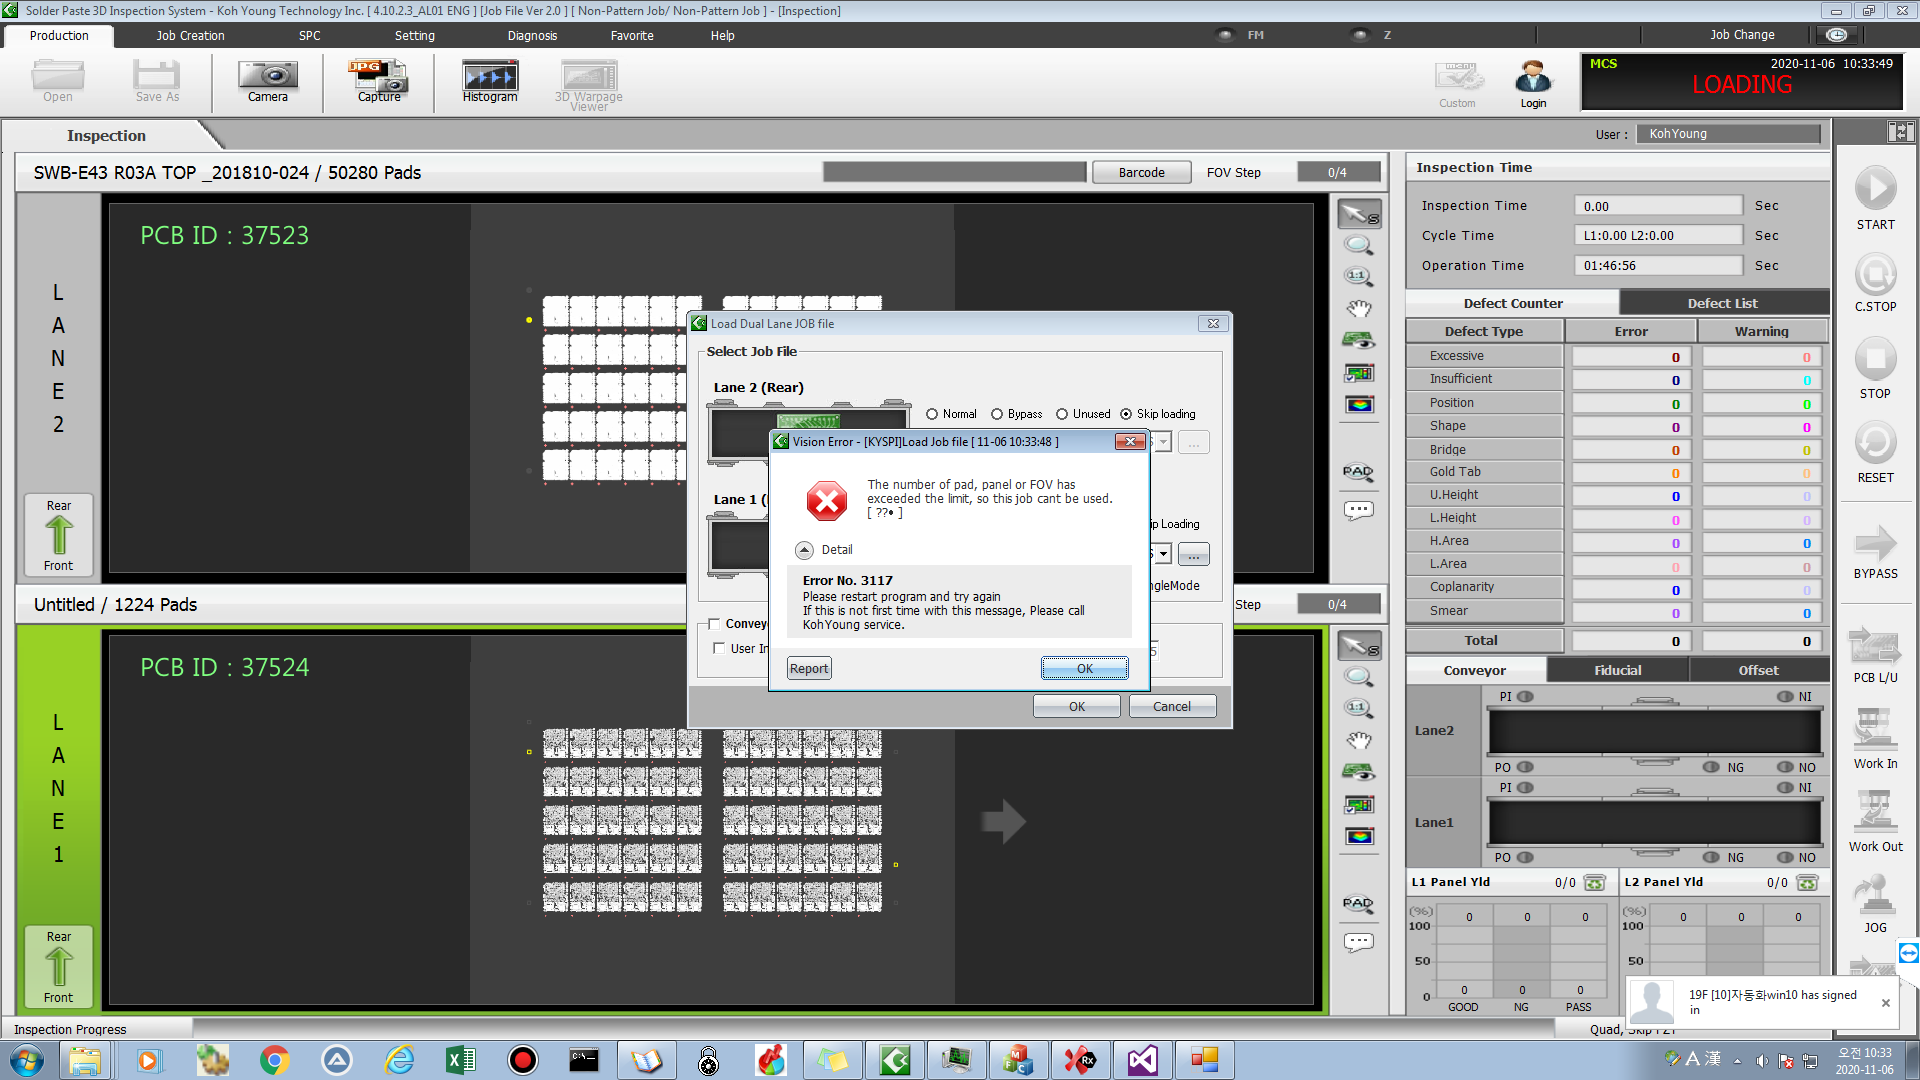 Solder Paste 3D Inspection System - Koh Young Technology Inc. [ 4.10.2.3_AL01 ENG ] [Job File Ver 2.0 ] [ Non-Pattern Job/ Non-Pattern Job ] - [Inspection]
Production
Job Creation
SPC
Setting
Diagnosis
Favorite
Help
FM
Z
Job Change
Open
Save As
Camera
JPG
Capture
Histogram
3D Warpage
Viewer
Custom
Login
MCS
2020-11-06 10:33:49
LOADING
Inspection
User :
KohYoung
SWB-E43 R03A TOP _201810-024 / 50280 Pads
Barcode
FOV Step
0/4
LANE2
PCB ID : 37523
Rear
Front
Load Dual Lane JOB file
Select Job File
Lane 2 (Rear)
Normal
Bypass
Unused
Skip loading
...
Lane 1 (
ip Loading
...
ngleMode
Convey
User In
5
OK
Cancel
Vision Error - [KYSPI]Load Job file [ 11-06 10:33:48 ]
The number of pad, panel or FOV has
exceeded the limit, so this job cant be used.
[ ??• ]
Detail
Error No. 3117
Please restart program and try again
If this is not first time with this message, Please call
KohYoung service.
Report
OK
Untitled / 1224 Pads
Step
0/4
LANE1
PCB ID : 37524
Rear
Front
S
1:1
PAD
S
1:1
PAD
Inspection Time
Inspection Time
0.00
Sec
Cycle Time
L1:0.00 L2:0.00
Sec
Operation Time
01:46:56
Sec
Defect Counter
Defect List
Defect Type
Error
Warning
Excessive 0 0
Insufficient 0 0
Position 0 0
Shape 0 0
Bridge 0 0
Gold Tab 0 0
U.Height 0 0
L.Height 0 0
H.Area 0 0
L.Area 0 0
Coplanarity 0 0
Smear 0 0
Total 0 0
Conveyor
Fiducial
Offset
PI
NI
Lane2
PO
NG
NO
PI
NI
Lane1
PO
NG
NO
L1 Panel Yld
0/0
L2 Panel Yld
0/0
(%)
100
50
0
0 0 0
0 0 0
GOOD NG PASS
(%)
100
50
0 0 0
START
C.STOP
STOP
RESET
BYPASS
PCB L/U
Work In
Work Out
JOG
19F [10]자동화win10 has signed
in
Inspection Progress
Quad, Skip PZT
A 漢
오전 10:33
2020-11-06